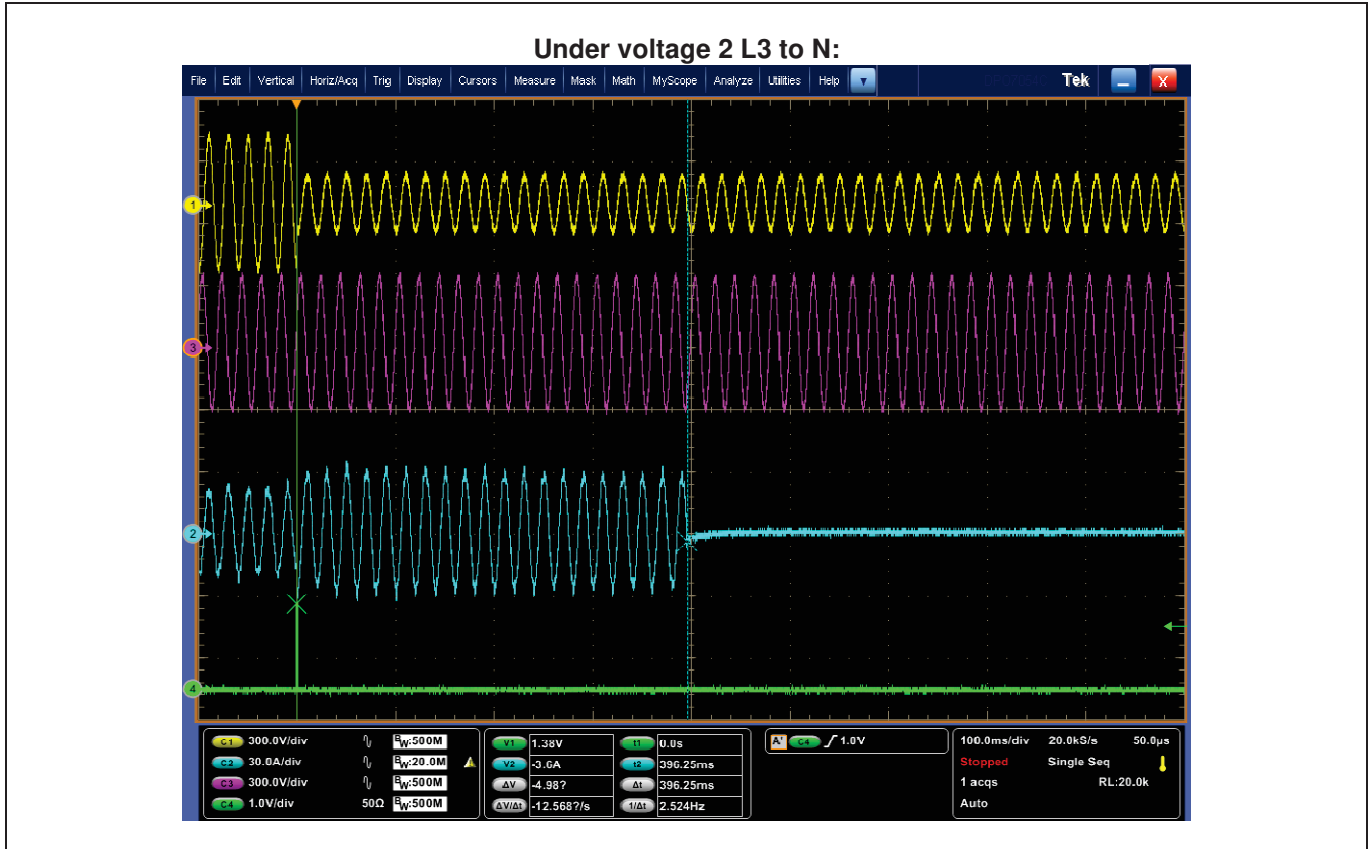 Under voltage 2 L3 to N:
File Edit Vertical Horiz/Acq Trig Display Cursors Measure Mask Math MyScope Analyze Utilities Help Tek X
1
3
2
4
C1 300.0V/div BW:500M
C2 30.0A/div BW:20.0M
C3 300.0V/div BW:500M
C4 1.0V/div 50Ω BW:500M
V1 1.38V t1 0.0s
V2 -3.6A t2 396.25ms
ΔV -4.98? Δt 396.25ms
ΔV/Δt -12.568?/s 1/Δt 2.524Hz
A' C4 1.0V
100.0ms/div 20.0kS/s 50.0µs
Stopped Single Seq
1 acqs RL:20.0k
Auto